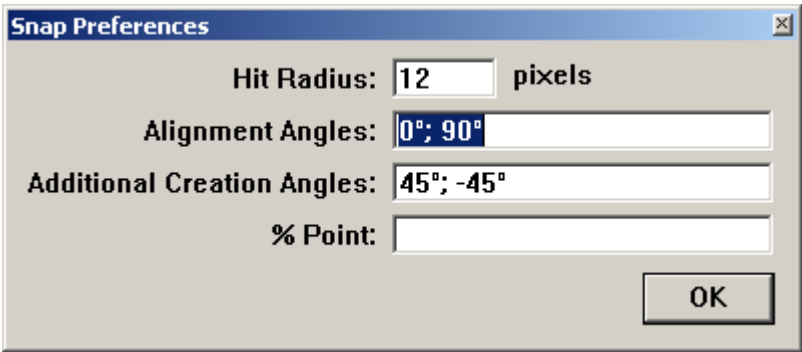 Snap Preferences
Hit Radius: 12 pixels
Alignment Angles: 0°; 90°
Additional Creation Angles: 45°; -45°
% Point:
OK